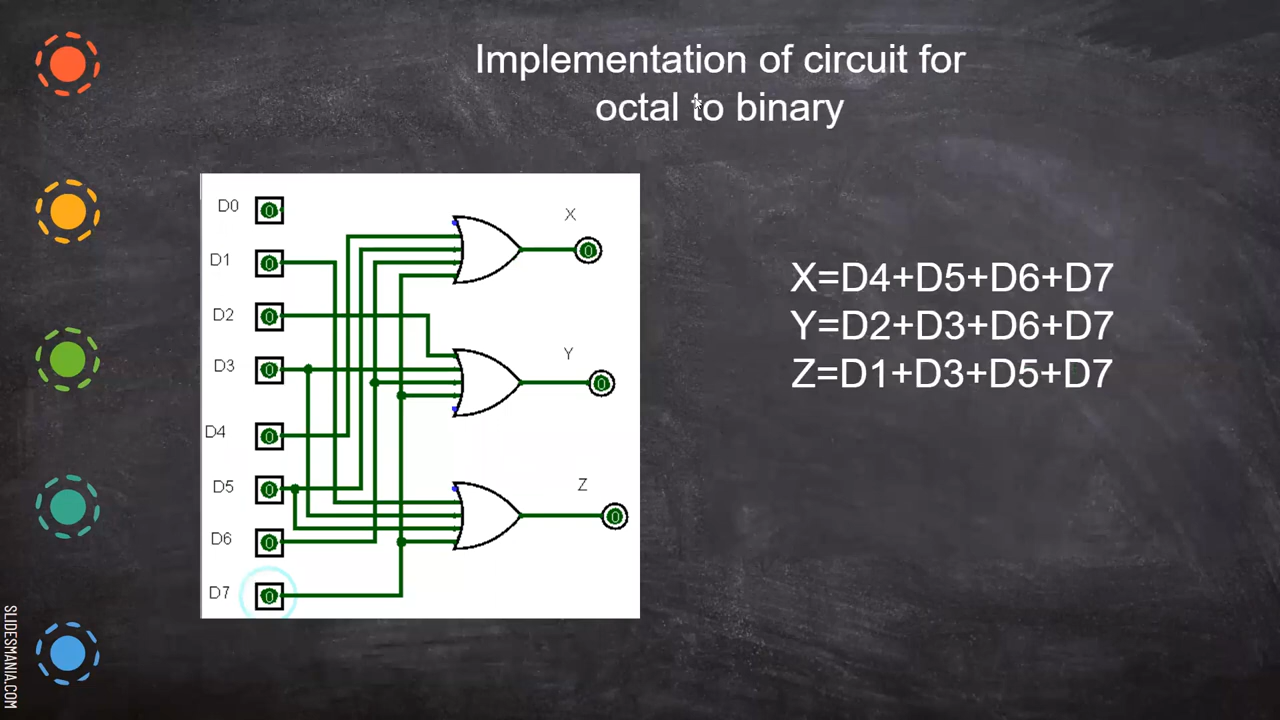 Implementation of circuit for
octal to binary
D0
0
X
0
D1
0
D2
0
Y
0
D3
0
D4
0
D5
0
Z
0
D6
0
D7
0
X=D4+D5+D6+D7
Y=D2+D3+D6+D7
Z=D1+D3+D5+D7
SLIDESMANIA.COM